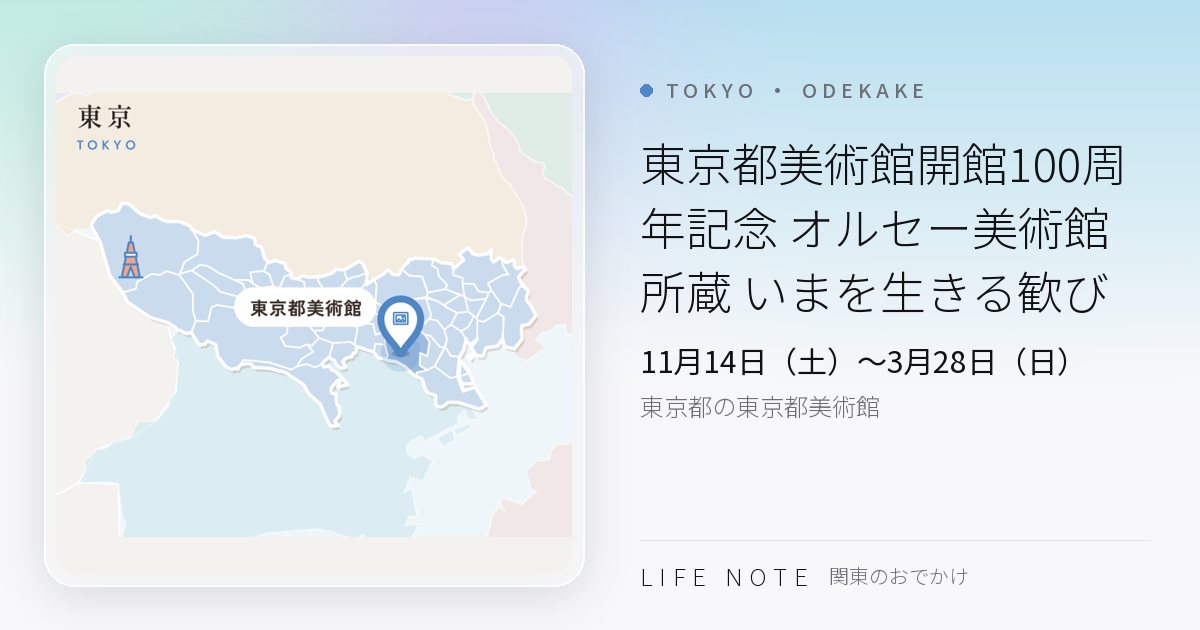 東京
TOKYO
東京都美術館
TOKYO • ODEKAKE
東京都美術館開館100周
年記念 オルセー美術館
所蔵 いまを生きる歓び
11月14日（土）〜3月28日（日）
東京都の東京都美術館
LIFE NOTE 関東のおでかけ